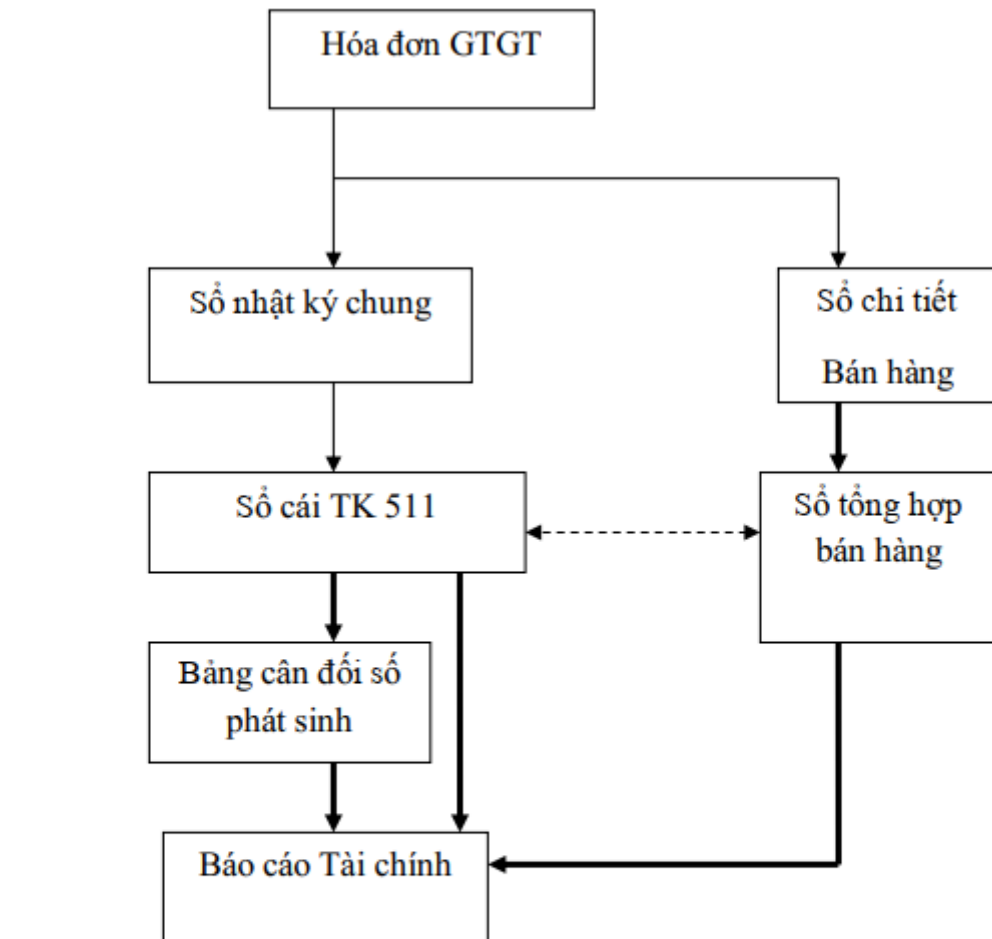 Hóa đơn GTGT
Sổ nhật ký chung
Sổ chi tiết
Bán hàng
Sổ cái TK 511
Sổ tổng hợp
bán hàng
Bảng cân đối số
phát sinh
Báo cáo Tài chính